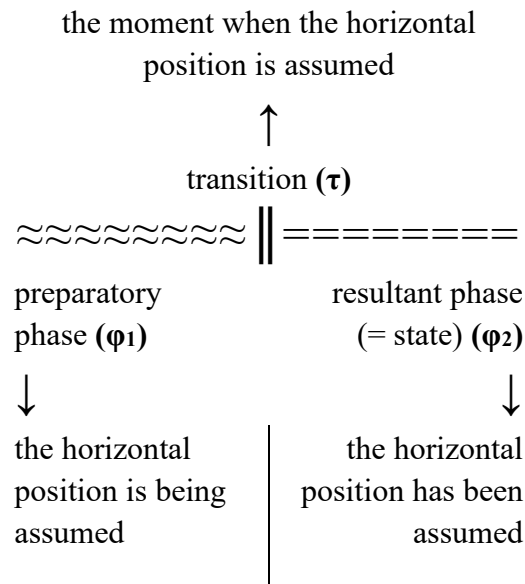 the moment when the horizontal
position is assumed
↑
transition (τ)
≈≈≈≈≈≈≈≈ ‖ ========
preparatory
phase (φ₁)
resultant phase
(= state) (φ₂)
↓
↓
the horizontal
position is being
assumed
the horizontal
position has been
assumed